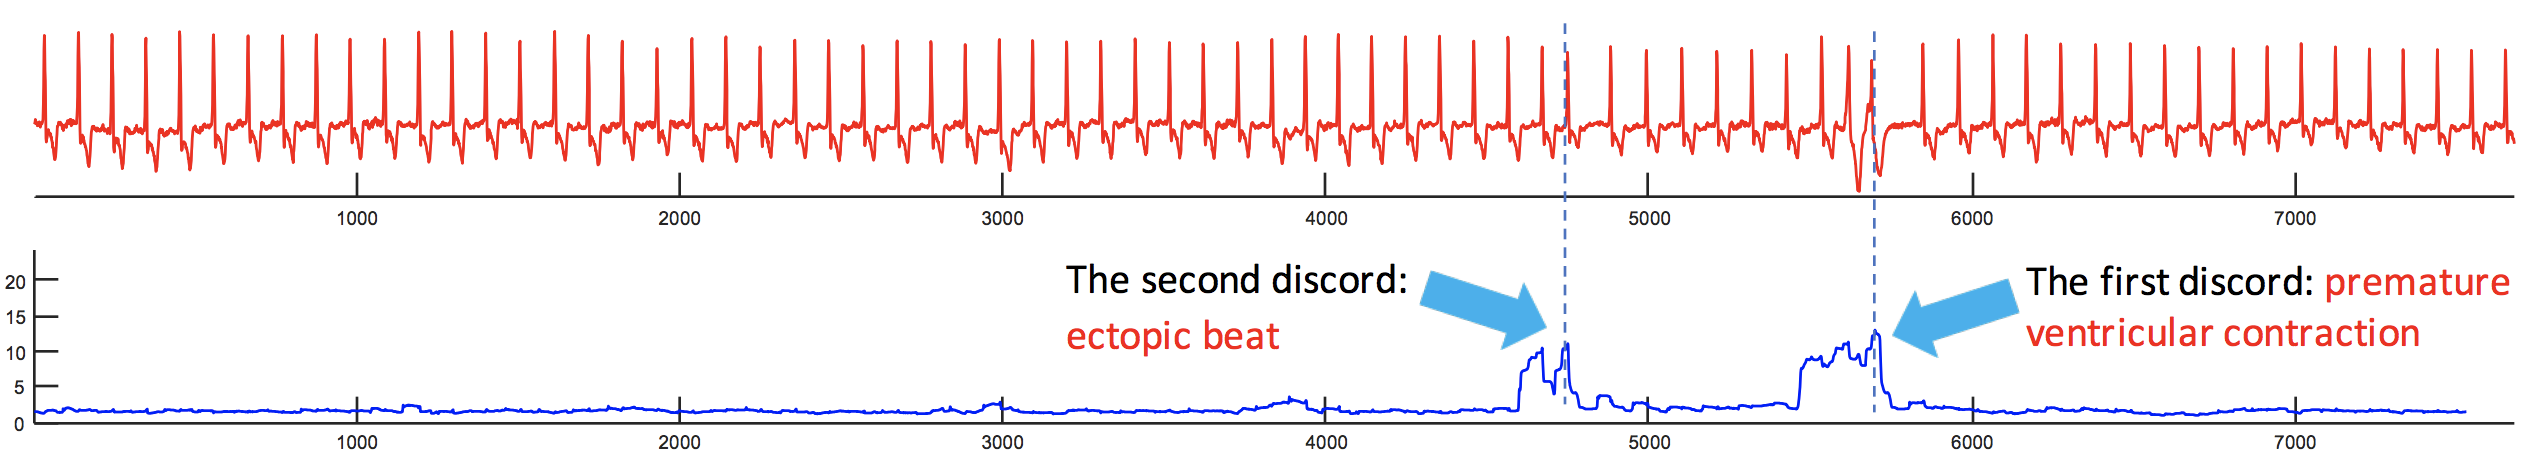 1000 2000 3000 4000 5000 6000 7000
The second discord:
ectopic beat
The first discord: premature
ventricular contraction
20
15
10
5
0
1000 2000 3000 4000 5000 6000 7000